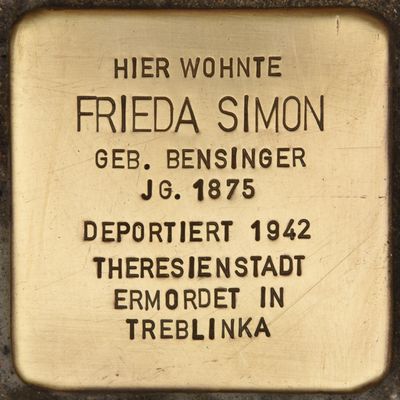 HIER WOHNTE
FRIEDA SIMON
GEB. BENSINGER
JG. 1875
DEPORTIERT 1942
THERESIENSTADT
ERMORDET IN
TREBLINKA